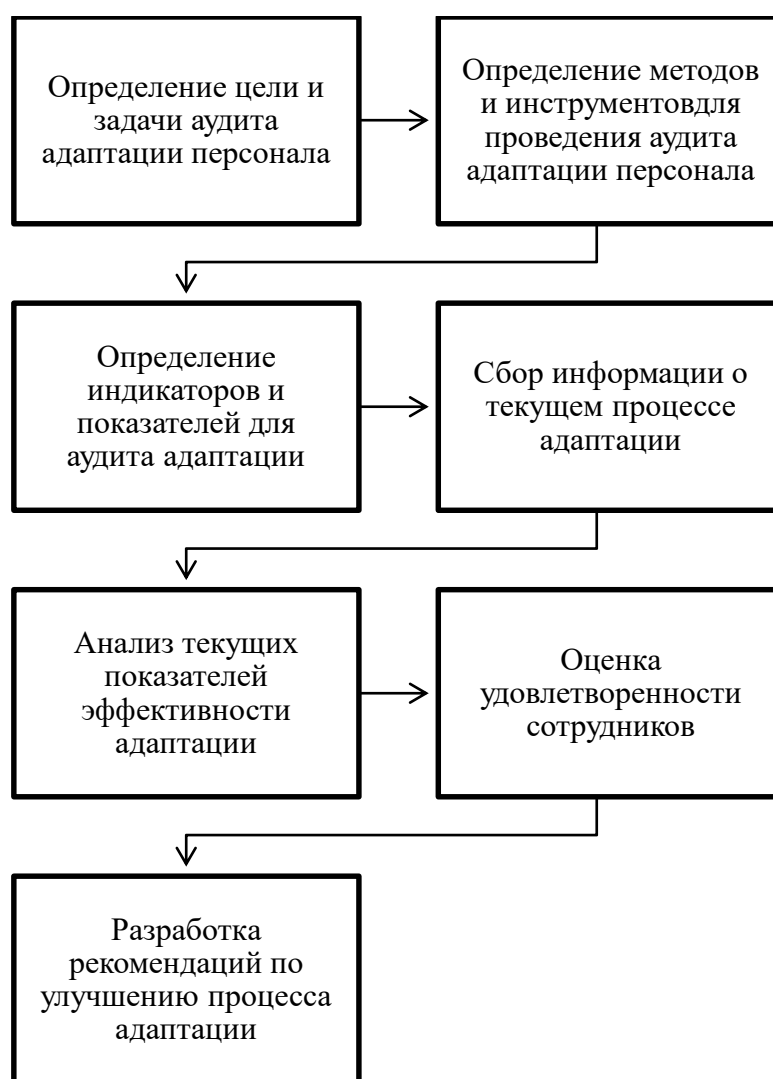 Определение цели и
задачи аудита
адаптации персонала
Определение методов
и инструментовдля
проведения аудита
адаптации персонала
Определение
индикаторов и
показателей для
аудита адаптации
Сбор информации о
текущем процессе
адаптации
Анализ текущих
показателей
эффективности
адаптации
Оценка
удовлетворенности
сотрудников
Разработка
рекомендаций по
улучшению процесса
адаптации